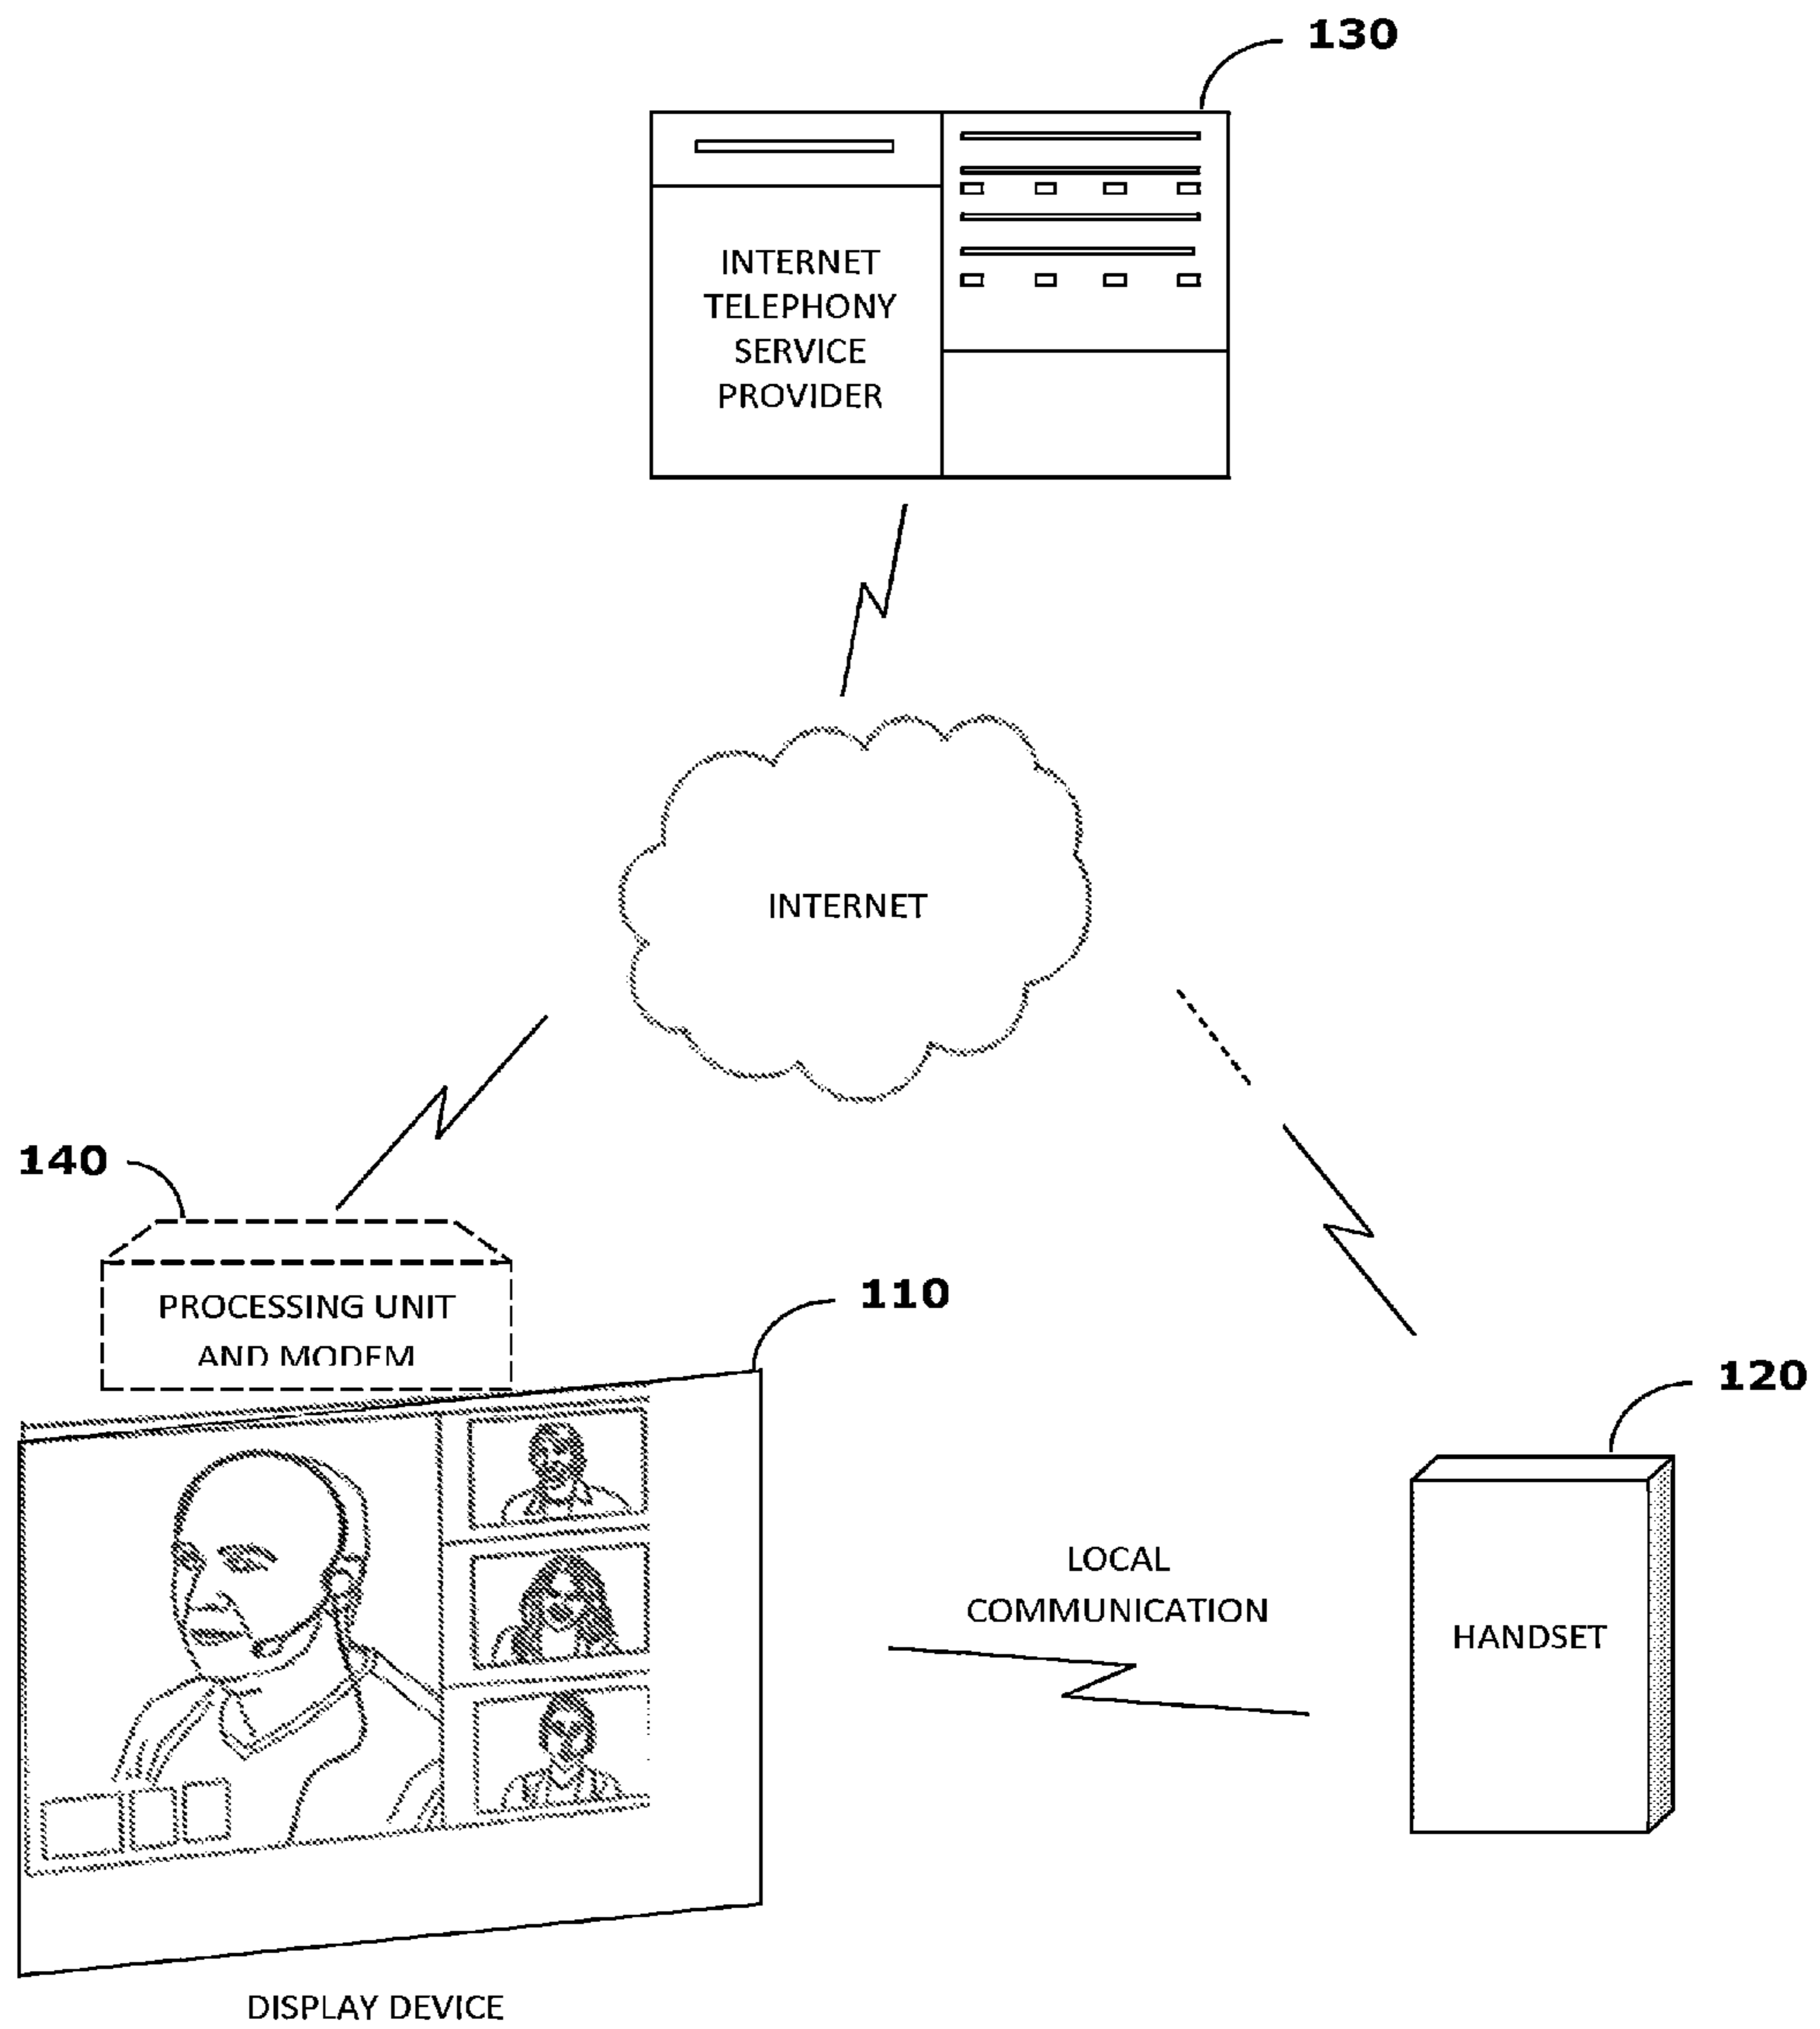 130
INTERNET
TELEPHONY
SERVICE
PROVIDER
INTERNET
140
PROCESSING UNIT
AND MODEM
110
120
LOCAL
COMMUNICATION
HANDSET
DISPLAY DEVICE